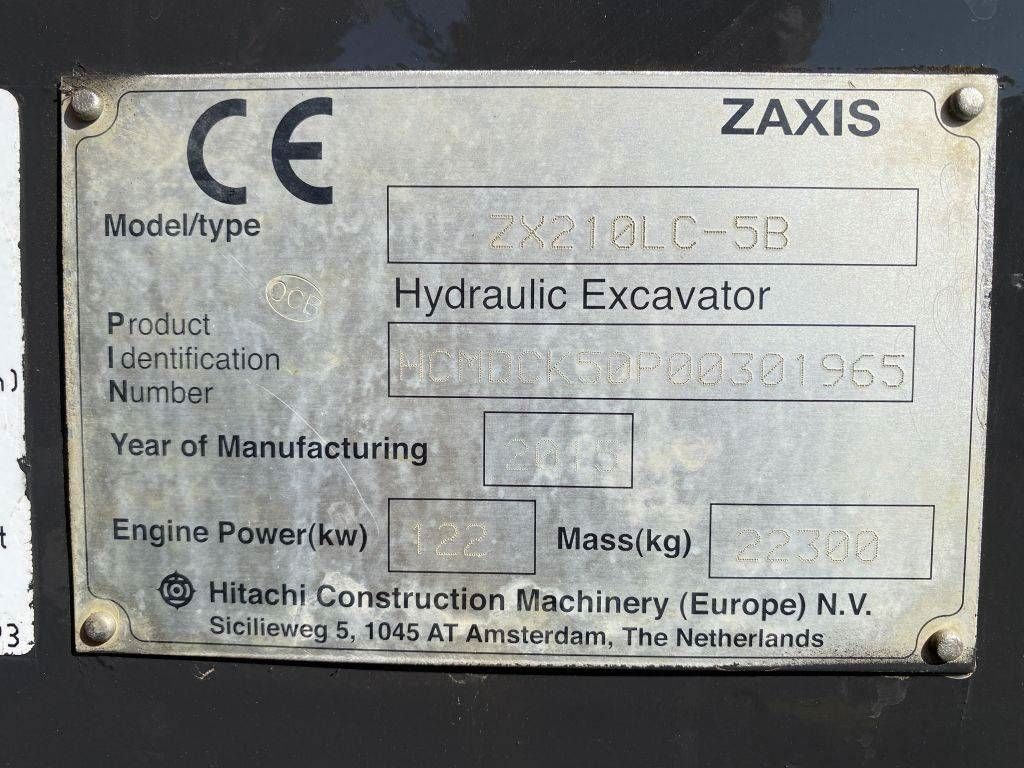 CE ZAXIS
Model/type ZX210LC-5B
OCB
Hydraulic Excavator
Product
Identification HCMDCK50P00301965
Number
Year of Manufacturing 2015
Engine Power(kw) 122 Mass(kg) 22300
Hitachi Construction Machinery (Europe) N.V.
Sicilieweg 5, 1045 AT Amsterdam, The Netherlands